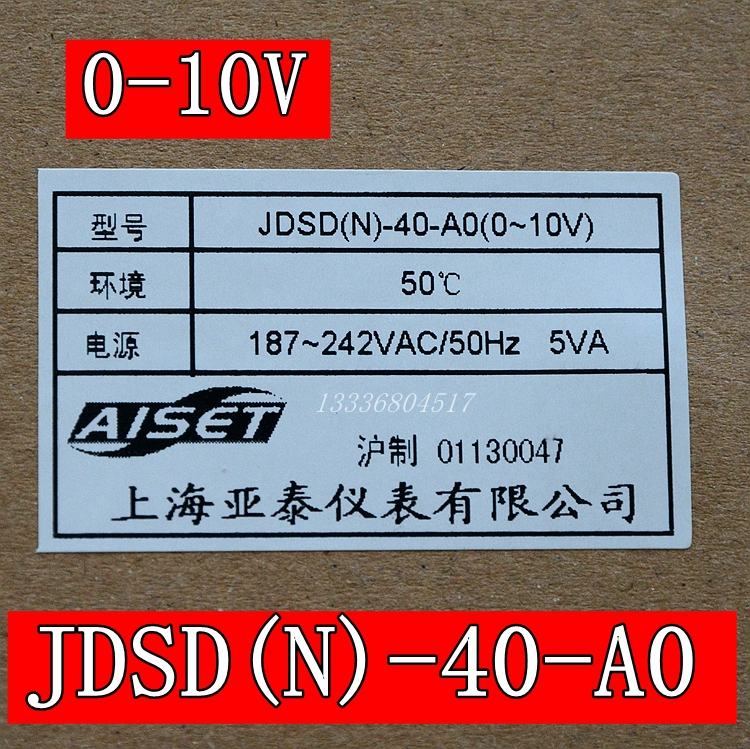 0-10V
型号 JDSD(N)-40-A0(0~10V)
环境 50℃
电源 187~242VAC/50Hz 5VA
AISET 13336804517
沪制 01130047
上海亚泰仪表有限公司
JDSD(N)-40-A0